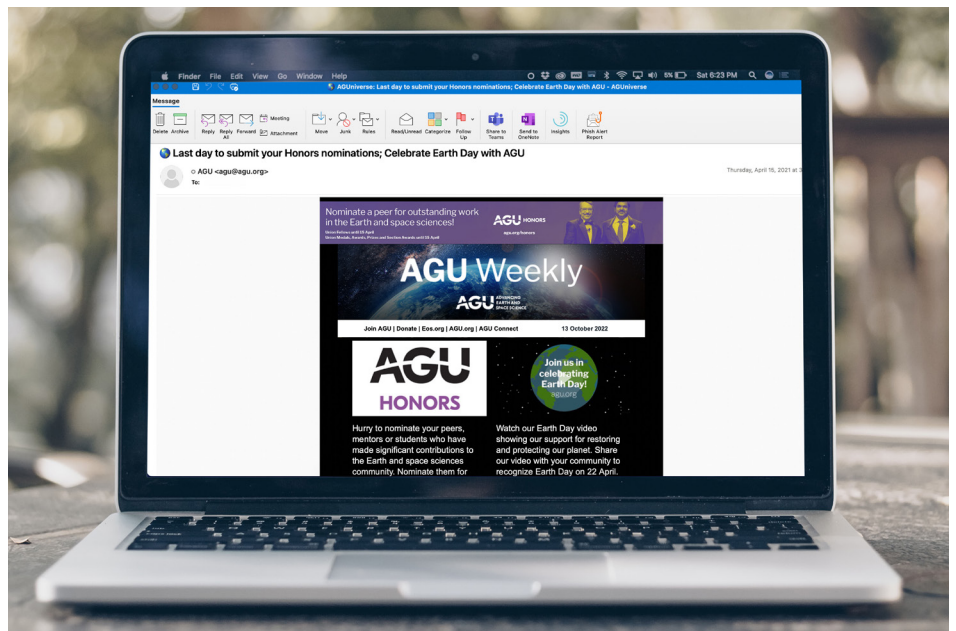 Finder File Edit View Go Window Help 5% Sat 6:23 PM
AGUniverse: Last day to submit your Honors nominations; Celebrate Earth Day with AGU - AGUniverse
Message
Meeting
Attachment
Delete Archive Reply Reply All Forward Move Junk Rules Read/Unread Categorize Follow Up Share to Teams Send to OneNote Insights Phish Alert Report
Last day to submit your Honors nominations; Celebrate Earth Day with AGU
AGU <agu@agu.org>
Thursday, April 15, 2021 at
To:
Nominate a peer for outstanding work
in the Earth and space sciences!
AGU HONORS
agu.org/honors
AGU Weekly
AGU ADVANCING
EARTH AND
SPACE SCIENCE
Join AGU | Donate | Eos.org | AGU.org | AGU Connect 13 October 2022
AGU
HONORS
Join us in
celebrating
Earth Day!
agu.org
Hurry to nominate your peers,
mentors or students who have
made significant contributions to
the Earth and space sciences
community. Nominate them for
Watch our Earth Day video
showing our support for restoring
and protecting our planet. Share
our video with your community to
recognize Earth Day on 22 April.